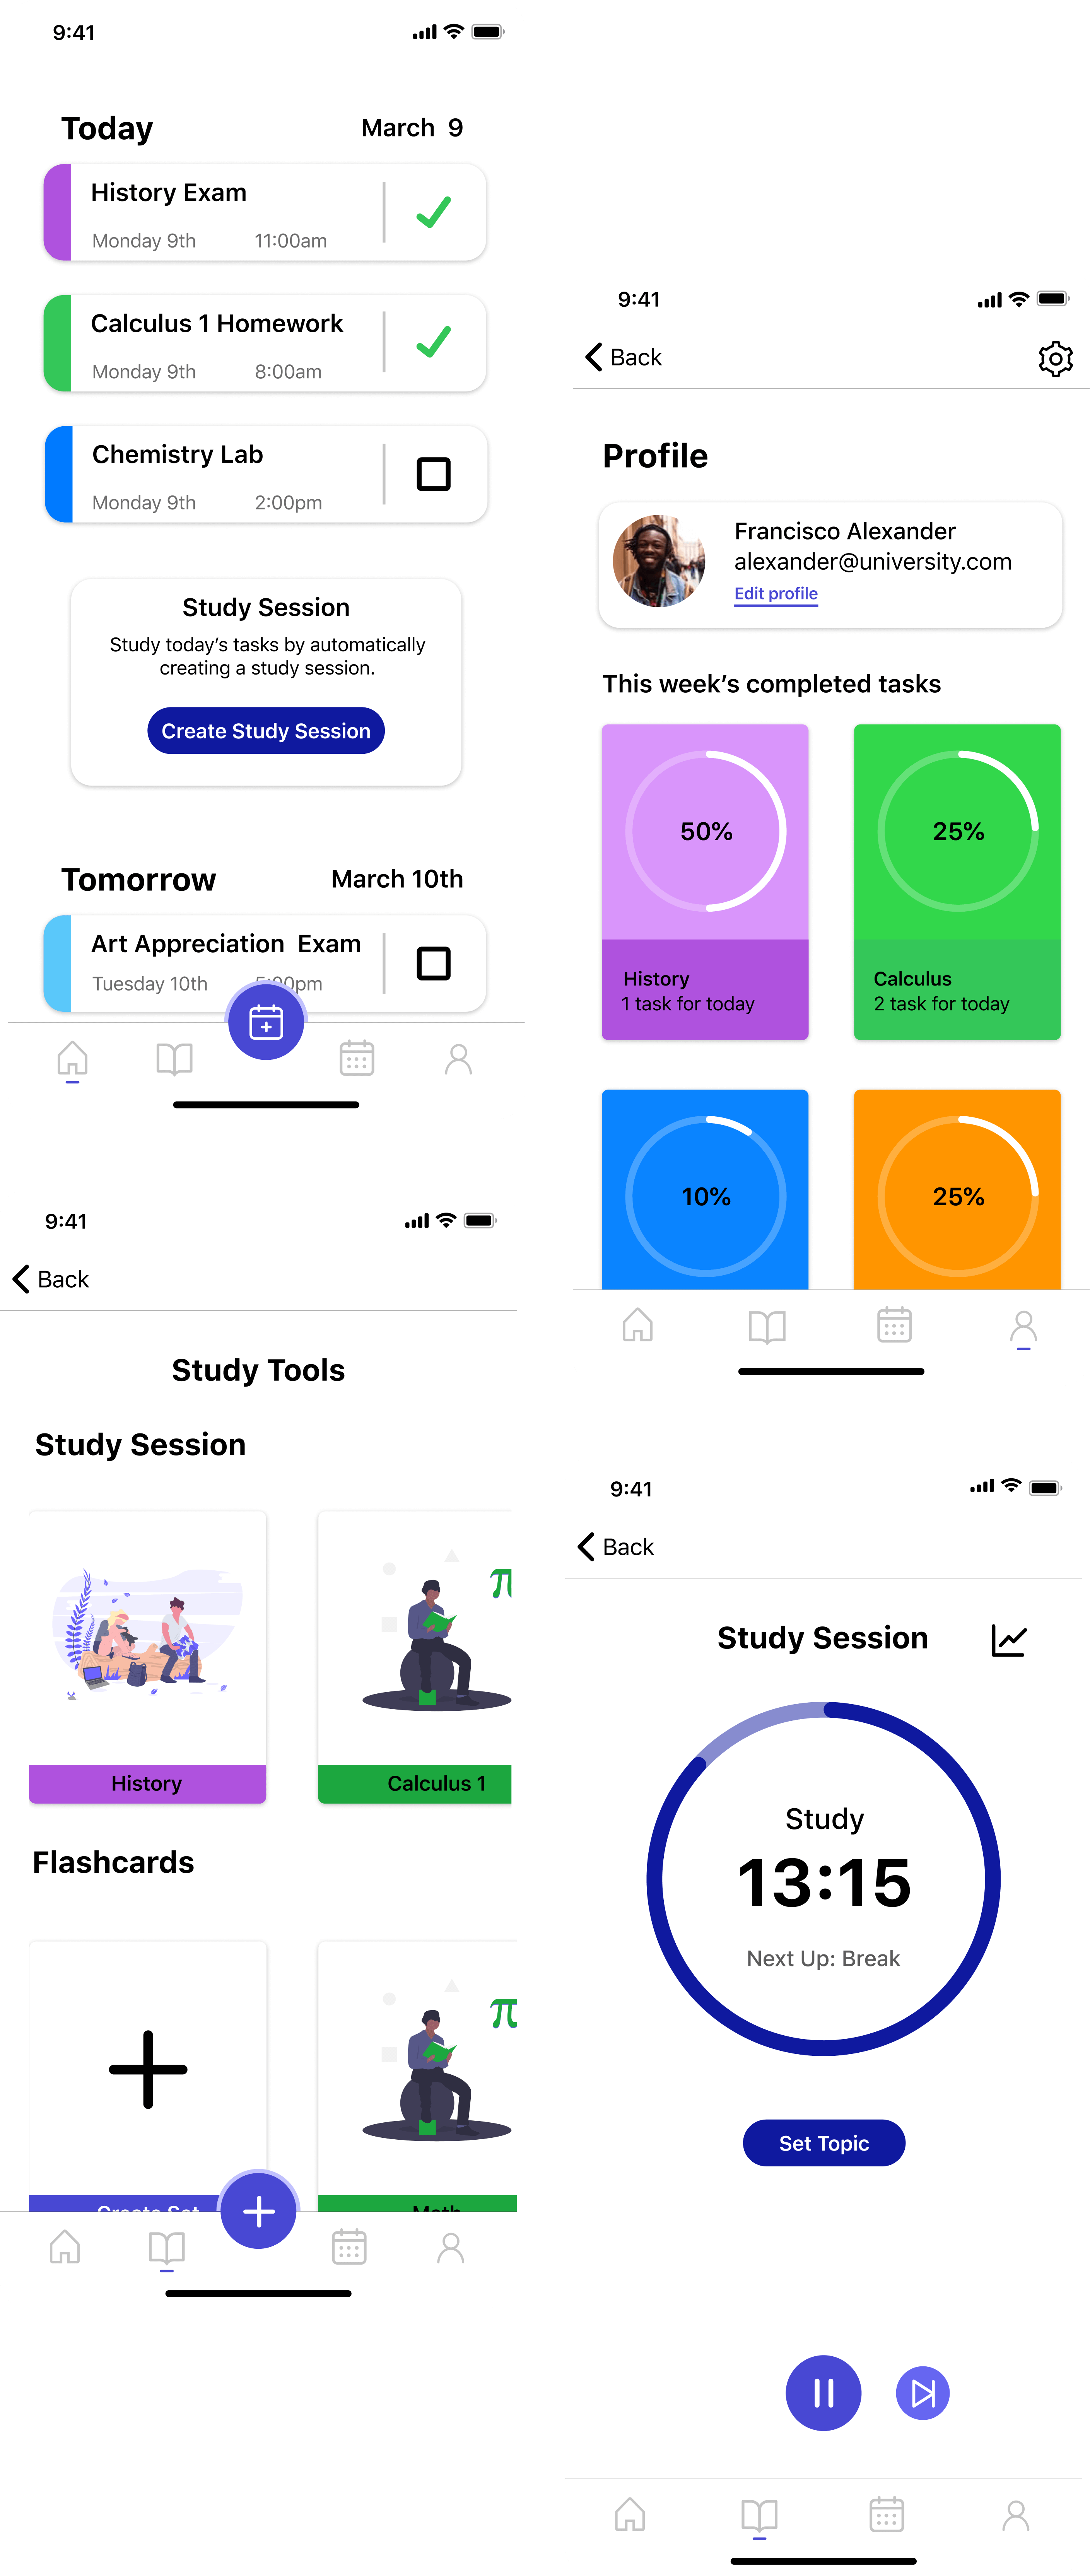 9:41
Today March 9
History Exam
Monday 9th 11:00am
Calculus 1 Homework
Monday 9th 8:00am
Chemistry Lab
Monday 9th 2:00pm
Study Session
Study today’s tasks by automatically
creating a study session.
Create Study Session
Tomorrow March 10th
Art Appreciation Exam
Tuesday 10th 5:00pm
9:41
Back
Profile
Francisco Alexander
alexander@university.com
Edit profile
This week’s completed tasks
50%
History
1 task for today
25%
Calculus
2 task for today
10%
25%
9:41
Back
Study Tools
Study Session
π
History
Calculus 1
Flashcards
π
Create Set
Math
9:41
Back
Study Session
Study
13:15
Next Up: Break
Set Topic